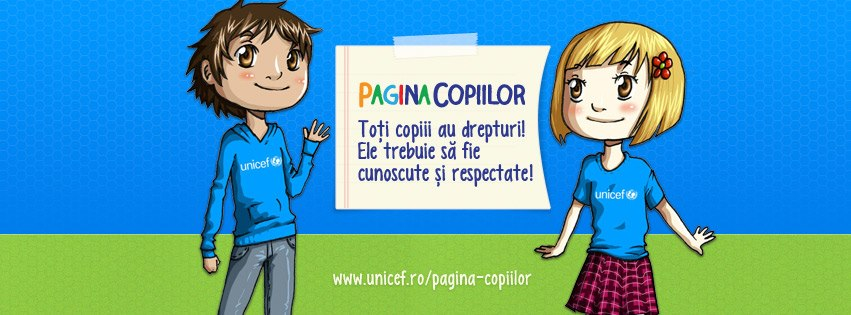 PAGINA COPIILOR
Toți copiii au drepturi!
Ele trebuie să fie
cunoscute și respectate!
unicef
unicef
www.unicef.ro/pagina-copiilor